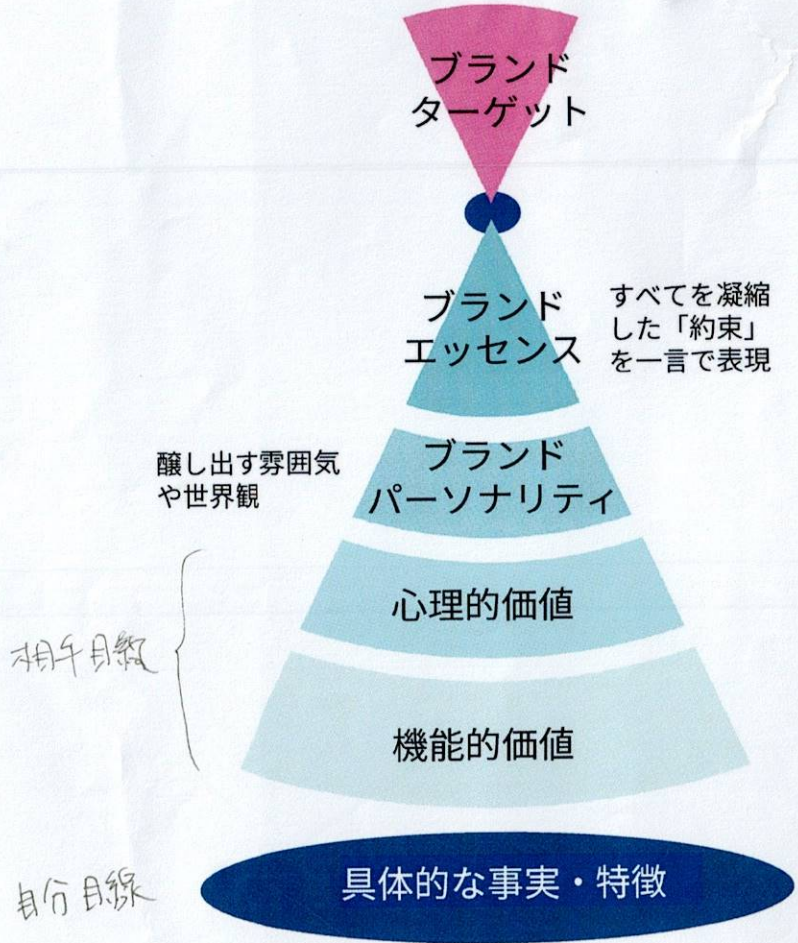 ブランド
ターゲット
ブランド
エッセンス
すべてを凝縮
した「約束」
を一言で表現
醸し出す雰囲気
や世界観
ブランド
パーソナリティ
心理的価値
相手目線
機能的価値
自分目線
具体的な事実・特徴